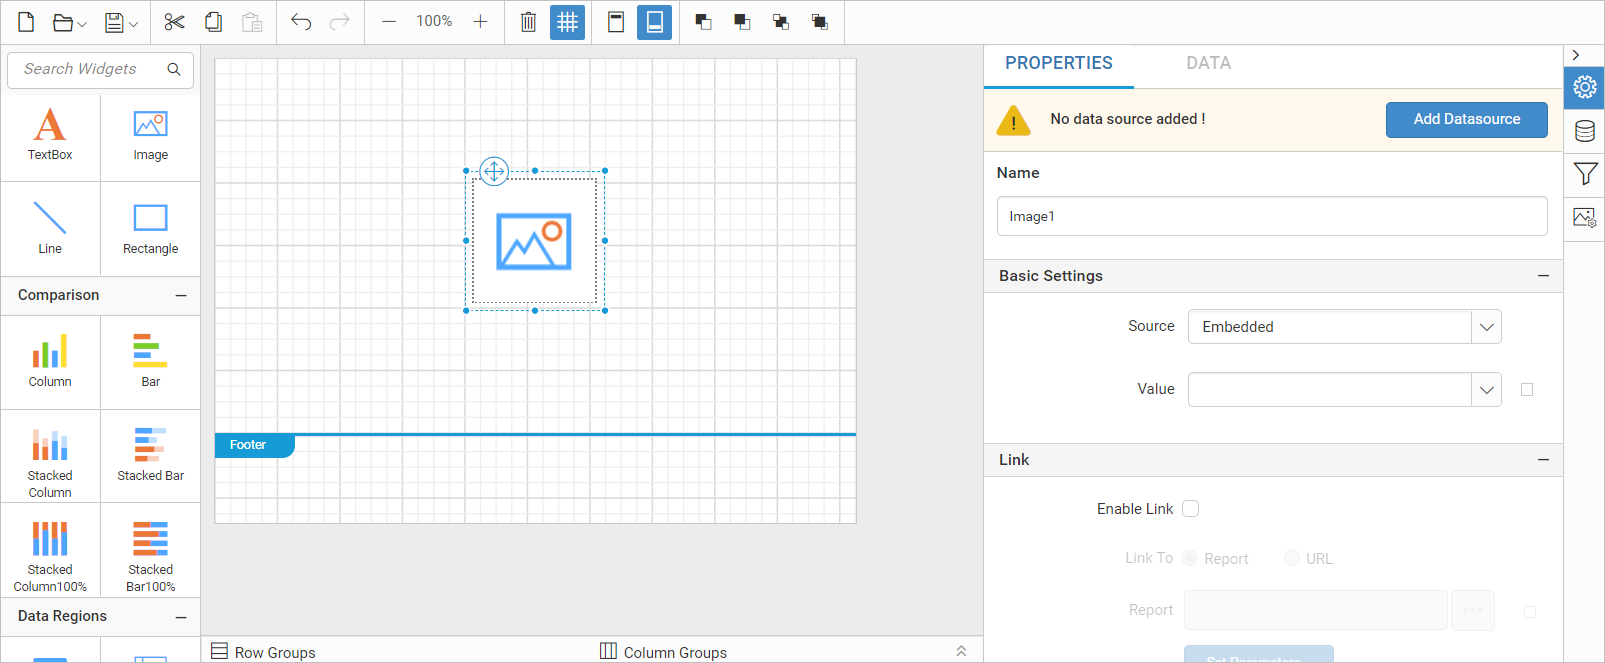 100%
Search Widgets
PROPERTIES
DATA
No data source added !
Add Datasource
TextBox
Image
Name
Image1
Line
Rectangle
Basic Settings
Comparison
Source
Embedded
Column
Bar
Value
Footer
Link
Stacked
Column
Stacked Bar
Enable Link
Link To
Report
URL
Stacked
Column100%
Stacked
Bar100%
Report
Data Regions
Row Groups
Column Groups
Set Parameters